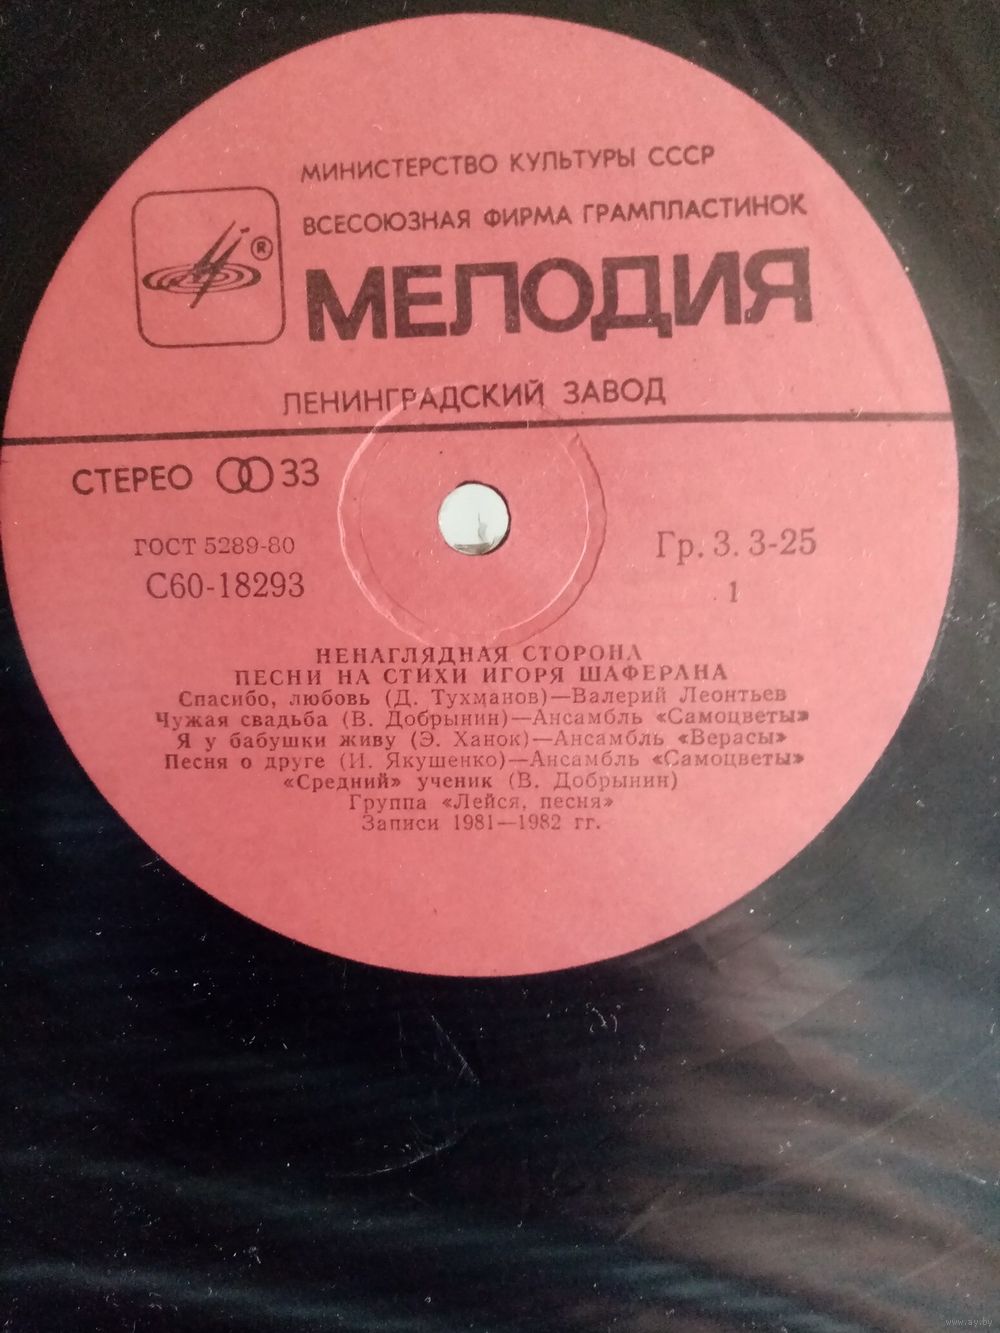 МИНИСТЕРСТВО КУЛЬТУРЫ СССР
ВСЕСОЮЗНАЯ ФИРМА ГРАМПЛАСТИНОК
®
МЕЛОДИЯ
ЛЕНИНГРАДСКИЙ ЗАВОД
СТЕРЕО 33
ГОСТ 5289-80
Гр. 3. 3-25
С60-18293
1
НЕНАГЛЯДНАЯ СТОРОНА
ПЕСНИ НА СТИХИ ИГОРЯ ШАФЕРАНА
Спасибо, любовь (Д. Тухманов)—Валерий Леонтьев
Чужая свадьба (В. Добрынин)—Ансамбль «Самоцветы»
Я у бабушки живу (Э. Ханок)—Ансамбль «Верасы»
Песня о друге (И. Якушенко)—Ансамбль «Самоцветы»
«Средний» ученик (В. Добрынин)
Группа «Лейся, песня»
Записи 1981—1982 гг.
www.ay.by